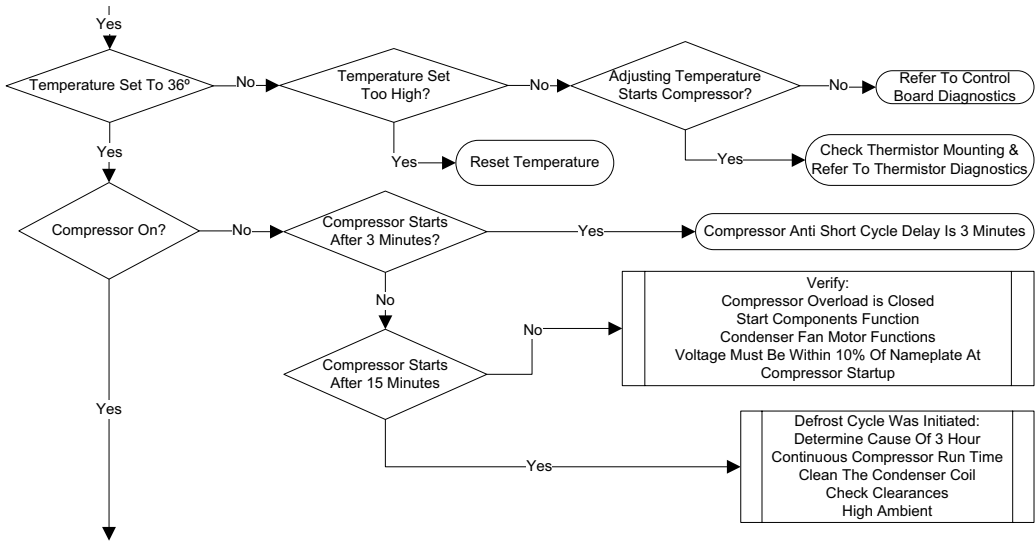 Yes
Temperature Set To 36º
No
Temperature Set
Too High?
No
Adjusting Temperature
Starts Compressor?
No
Refer To Control
Board Diagnostics
Yes
Yes
Reset Temperature
Yes
Check Thermistor Mounting &
Refer To Thermistor Diagnostics
Compressor On?
No
Compressor Starts
After 3 Minutes?
Yes
Compressor Anti Short Cycle Delay Is 3 Minutes
No
Compressor Starts
After 15 Minutes
No
Verify:
Compressor Overload is Closed
Start Components Function
Condenser Fan Motor Functions
Voltage Must Be Within 10% Of Nameplate At
Compressor Startup
Yes
Yes
Defrost Cycle Was Initiated:
Determine Cause Of 3 Hour
Continuous Compressor Run Time
Clean The Condenser Coil
Check Clearances
High Ambient